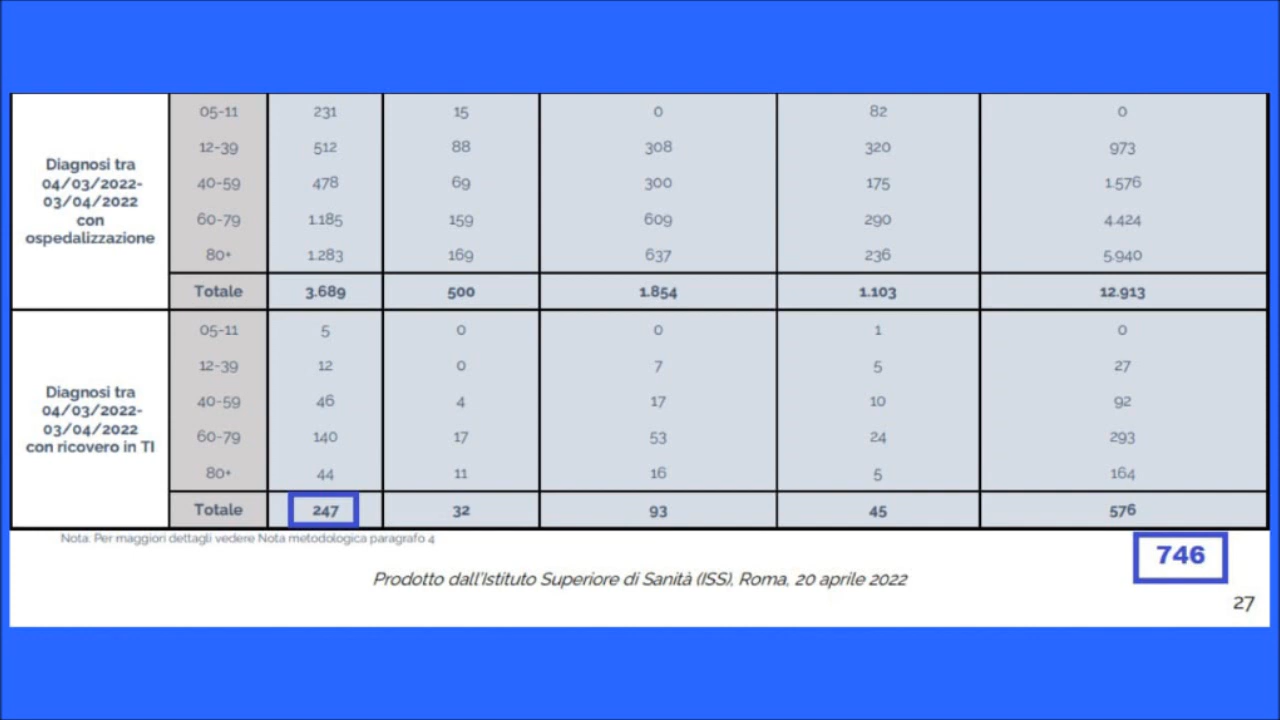 05-11 231 15 0 82 0
12-39 512 88 308 320 973
Diagnosi tra
04/03/2022-
40-59 478 69 300 175 1.576
03/04/2022
con
60-79 1.185 159 609 290 4.424
ospedalizzazione
80+ 1.283 169 637 236 5.940
Totale 3.689 500 1.854 1.103 12.913
05-11 5 0 0 1 0
12-39 12 0 7 5 27
Diagnosi tra
40-59 46 4 17 10 92
04/03/2022-
03/04/2022
60-79 140 17 53 24 293
con ricovero in TI
80+ 44 11 16 5 164
Totale 247 32 93 45 576
Nota: Per maggiori dettagli vedere Nota metodologica paragrafo 4
746
Prodotto dall'Istituto Superiore di Sanità (ISS), Roma, 20 aprile 2022
27